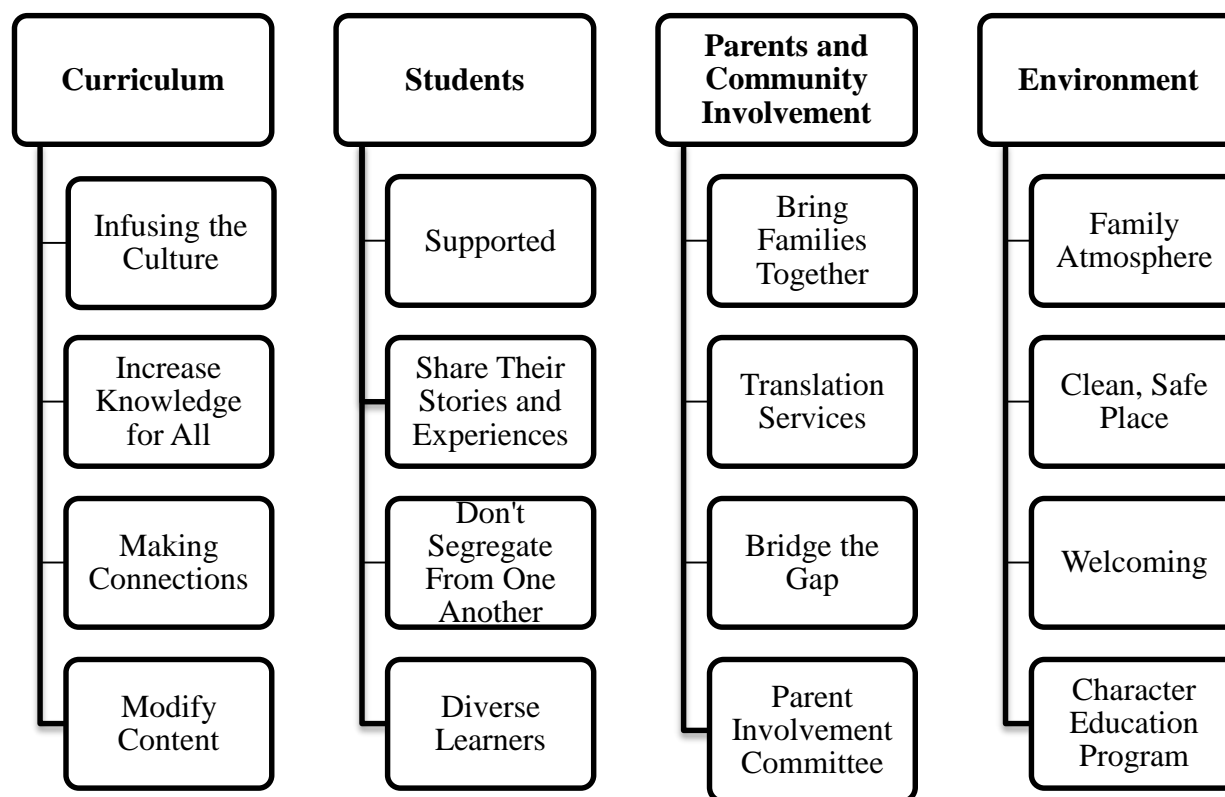 Curriculum
Infusing the
Culture
Increase
Knowledge
for All
Making
Connections
Modify
Content
Students
Supported
Share Their
Stories and
Experiences
Don't
Segregate
From One
Another
Diverse
Learners
Parents and
Community
Involvement
Bring
Families
Together
Translation
Services
Bridge the
Gap
Parent
Involvement
Committee
Environment
Family
Atmosphere
Clean, Safe
Place
Welcoming
Character
Education
Program